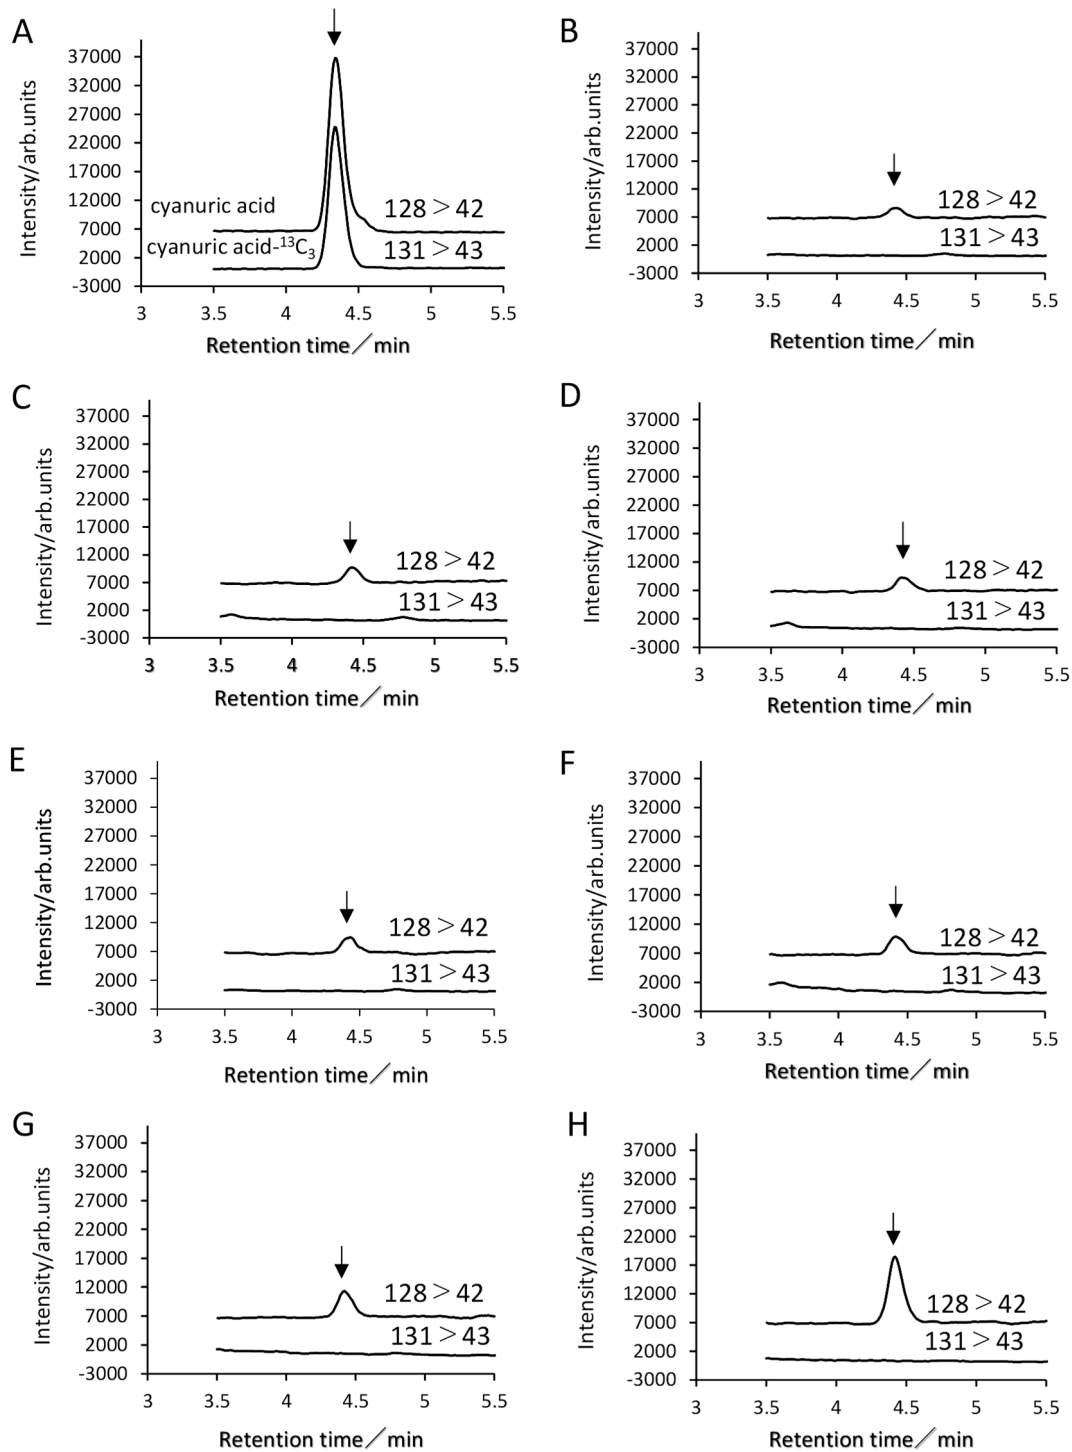 A
Intensity/arb.units
37000
32000
27000
22000
17000
12000
7000
2000
-3000
cyanuric acid
128＞42
cyanuric acid-¹³C₃
131＞43
3 3.5 4 4.5 5 5.5
Retention time／min
B
Intensity/arb.units
37000
32000
27000
22000
17000
12000
7000
2000
-3000
128＞42
131＞43
3 3.5 4 4.5 5 5.5
Retention time／min
C
Intensity/arb.units
37000
32000
27000
22000
17000
12000
7000
2000
-3000
128＞42
131＞43
3 3.5 4 4.5 5 5.5
Retention time／min
D
Intensity/arb.units
37000
32000
27000
22000
17000
12000
7000
2000
-3000
128＞42
131＞43
3 3.5 4 4.5 5 5.5
Retention time／min
E
Intensity/arb.units
37000
32000
27000
22000
17000
12000
7000
2000
-3000
128＞42
131＞43
3 3.5 4 4.5 5 5.5
Retention time／min
F
Intensity/arb.units
37000
32000
27000
22000
17000
12000
7000
2000
-3000
128＞42
131＞43
3 3.5 4 4.5 5 5.5
Retention time／min
G
Intensity/arb.units
37000
32000
27000
22000
17000
12000
7000
2000
-3000
128＞42
131＞43
3 3.5 4 4.5 5 5.5
Retention time／min
H
Intensity/arb.units
37000
32000
27000
22000
17000
12000
7000
2000
-3000
128＞42
131＞43
3 3.5 4 4.5 5 5.5
Retention time／min